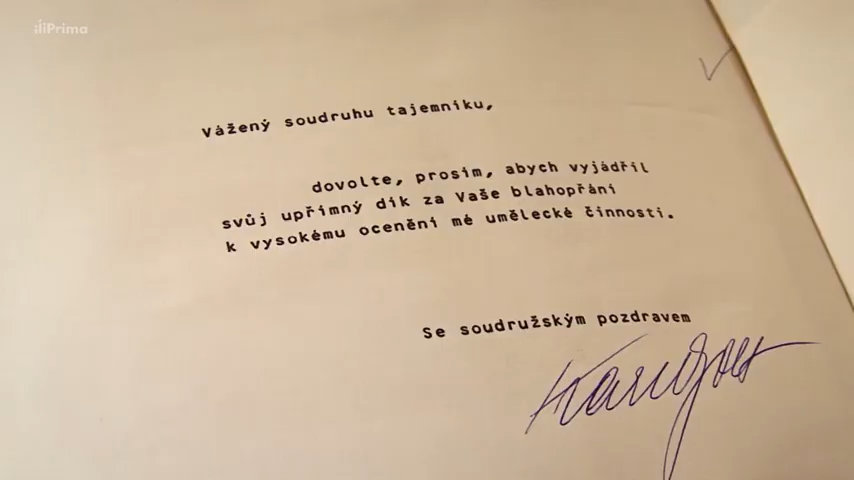 Prima
Vážený soudruhu tajemníku,
dovolte, prosím, abych vyjádřil
svůj upřímný dík za Vaše blahopřání
k vysokému ocenění mé umělecké činnosti.
Se soudružským pozdravem